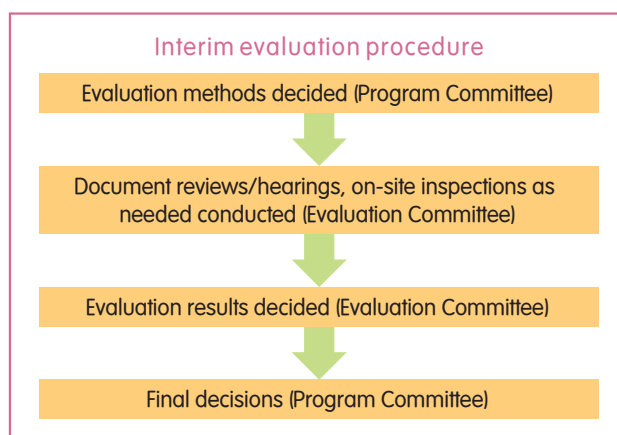 Interim evaluation procedure
Evaluation methods decided (Program Committee)
Document reviews/hearings, on-site inspections as
needed conducted (Evaluation Committee)
Evaluation results decided (Evaluation Committee)
Final decisions (Program Committee)